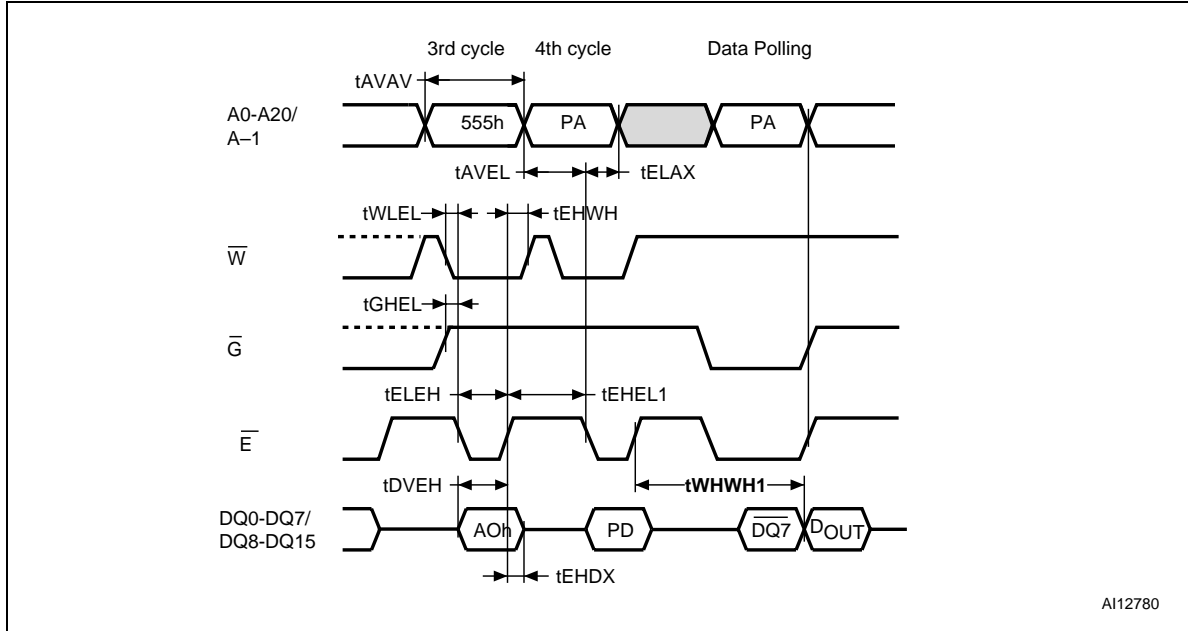 3rd cycle 4th cycle Data Polling
tAVAV
A0-A20/
A–1
555h PA PA
tAVEL tELAX
tWLEL tEHWH
W
tGHEL
G
tELEH tEHEL1
E
tDVEH tWHWH1
DQ0-DQ7/
DQ8-DQ15
AOh PD DQ7 DOUT
tEHDX
AI12780